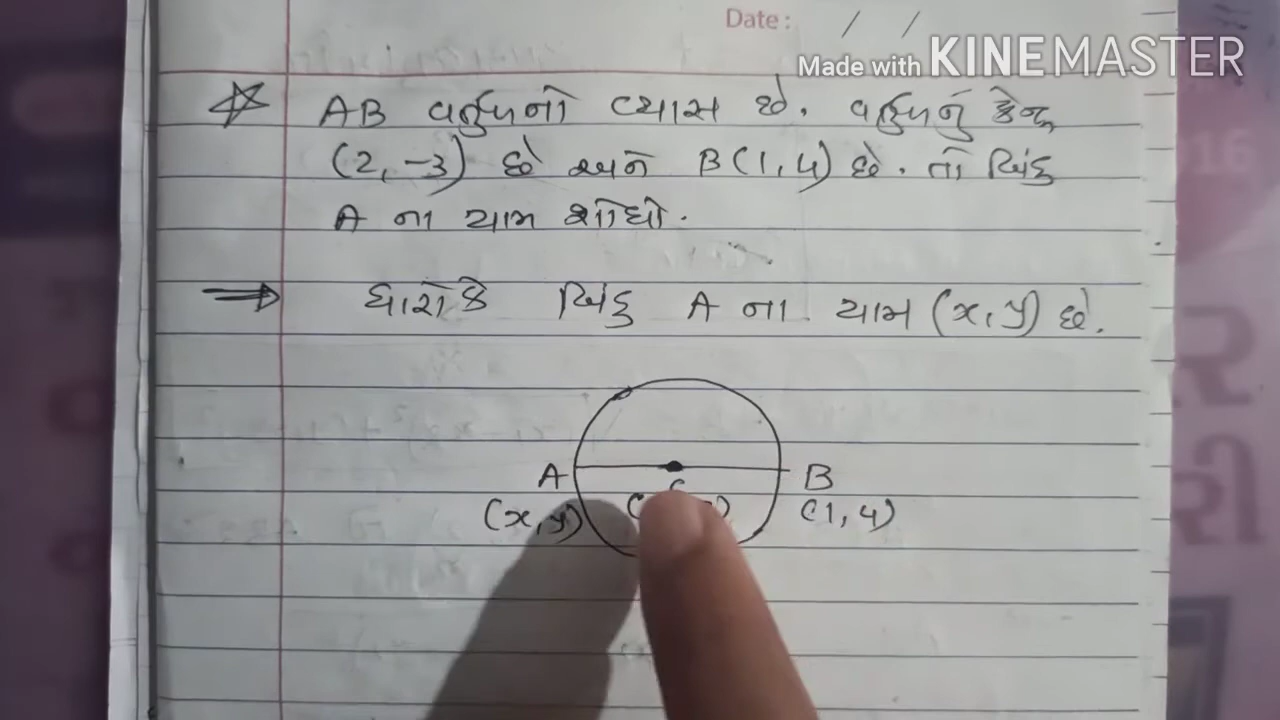 Date : / /
Made with KINEMASTER
☆ AB વર્તુળનો વ્યાસ છે. વર્તુળનું કેન્દ્ર
(2, -3) છે અને B(1, 4) છે. તો બિંદુ
A ના યામ શોધો.
⇒ ધારો કે બિંદુ A ના યામ (x, y) છે.
A C B
(x, y) (1, 4)